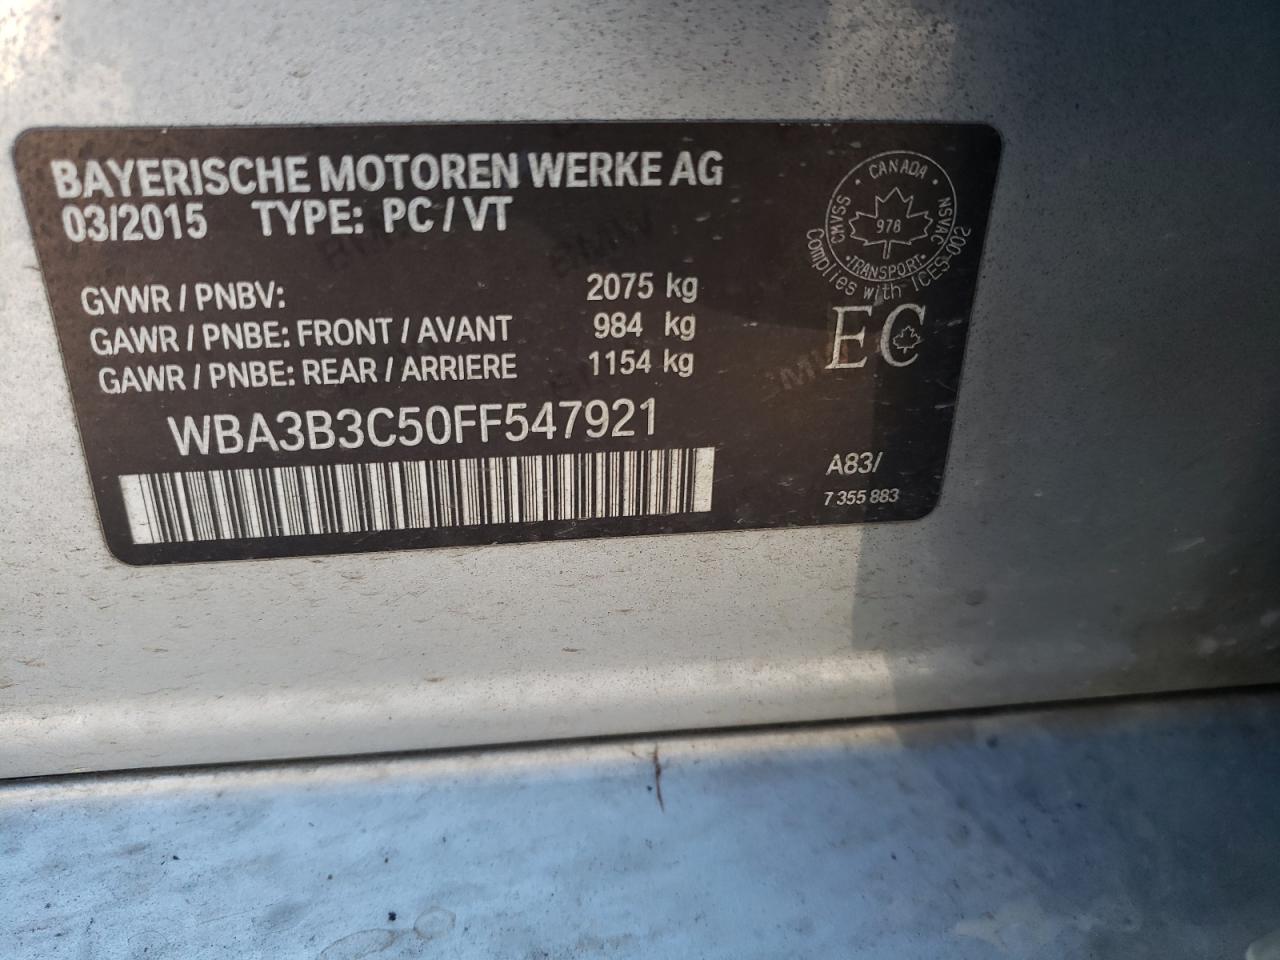 BAYERISCHE MOTOREN WERKE AG
03/2015 TYPE: PC / VT
GVWR / PNBV: 2075 kg
GAWR / PNBE: FRONT / AVANT 984 kg
GAWR / PNBE: REAR / ARRIERE 1154 kg
WBA3B3C50FF547921
CANADA
CMVSS
978
NSVAC
TRANSPORT
Complies with ICES-002
EC
A83/
7 355 883
BMW
BMW